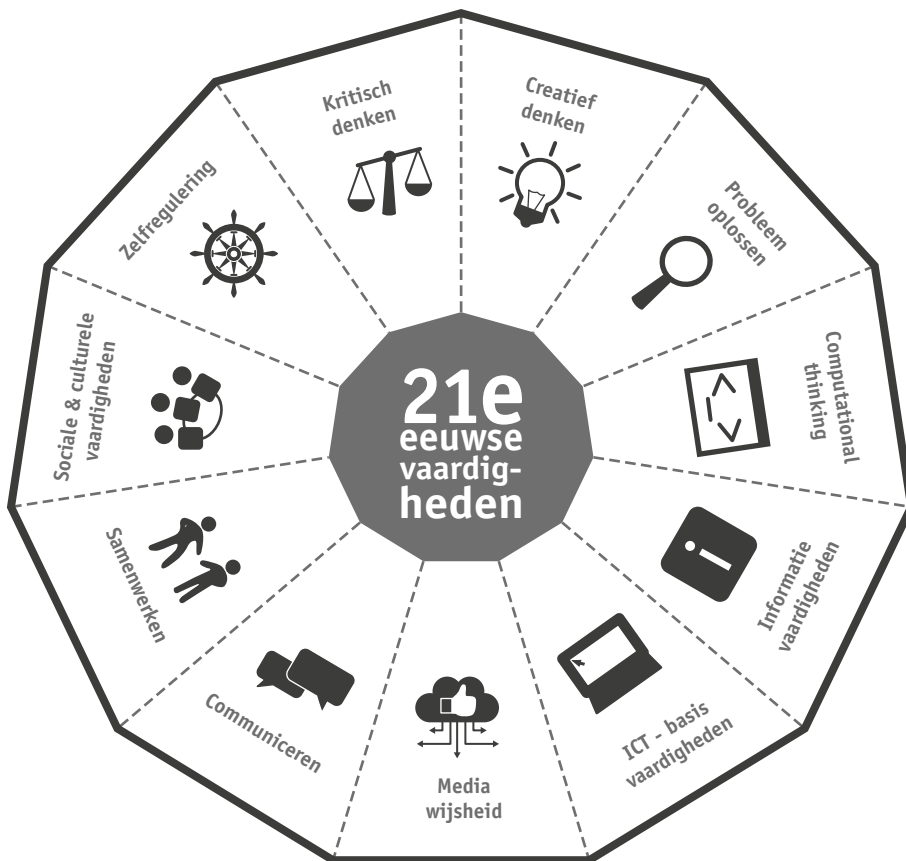 21e
eeuwse
vaardig-
heden
Creatief
denken
Probleem
oplossen
Computational
thinking
Informatie
vaardigheden
ICT - basis
vaardigheden
Media
wijsheid
Communiceren
Samenwerken
Sociale & culturele
vaardigheden
Zelfregulering
Kritisch
denken